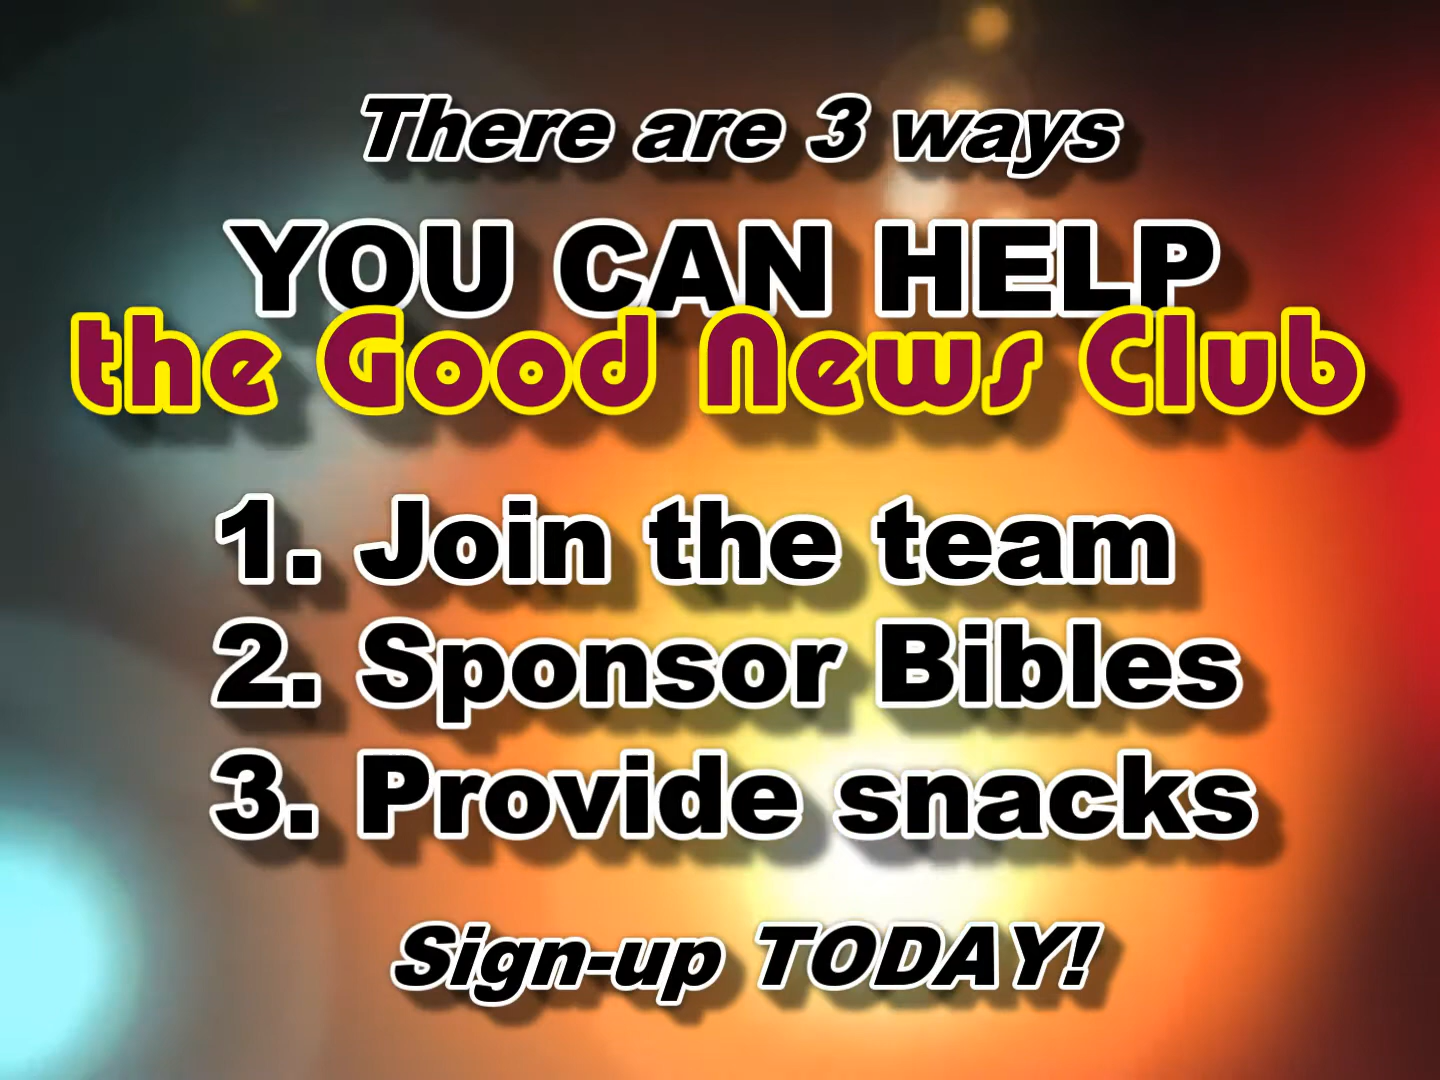 There are 3 ways
YOU CAN HELP
the Good News Club
1. Join the team
2. Sponsor Bibles
3. Provide snacks
Sign-up TODAY!